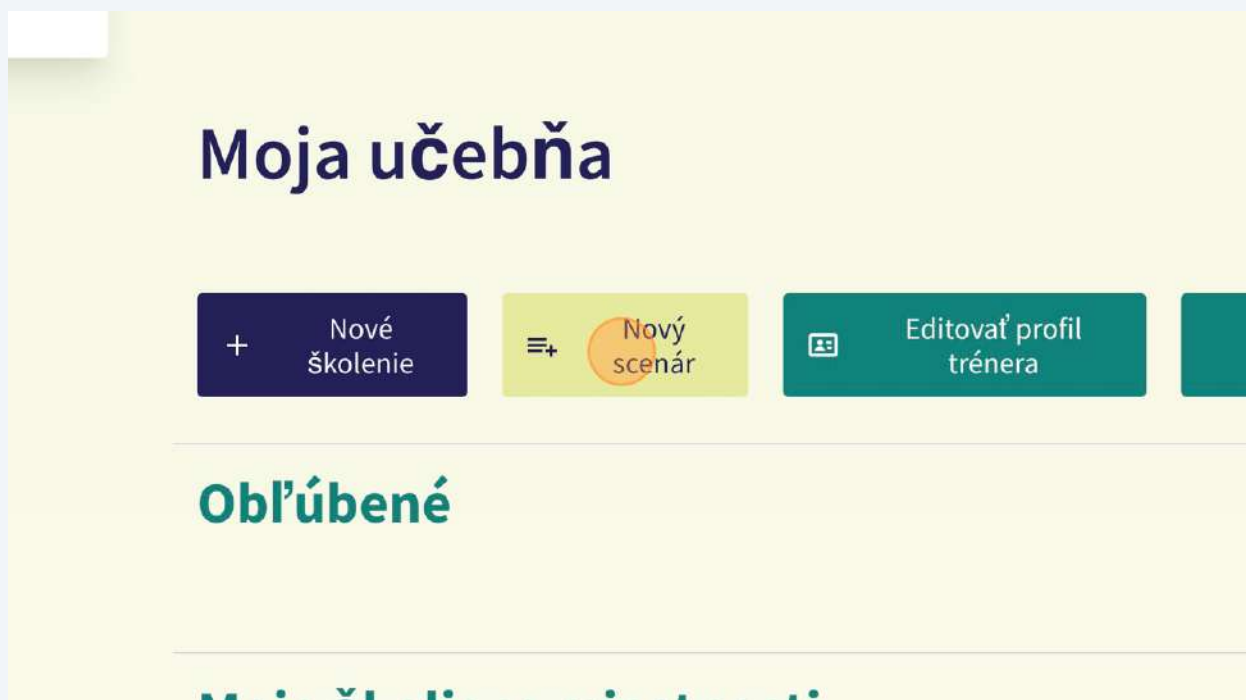 Moja učebňa
Nové
školenie
Nový
scenár
Editovať profil
trénera
Obľúbené